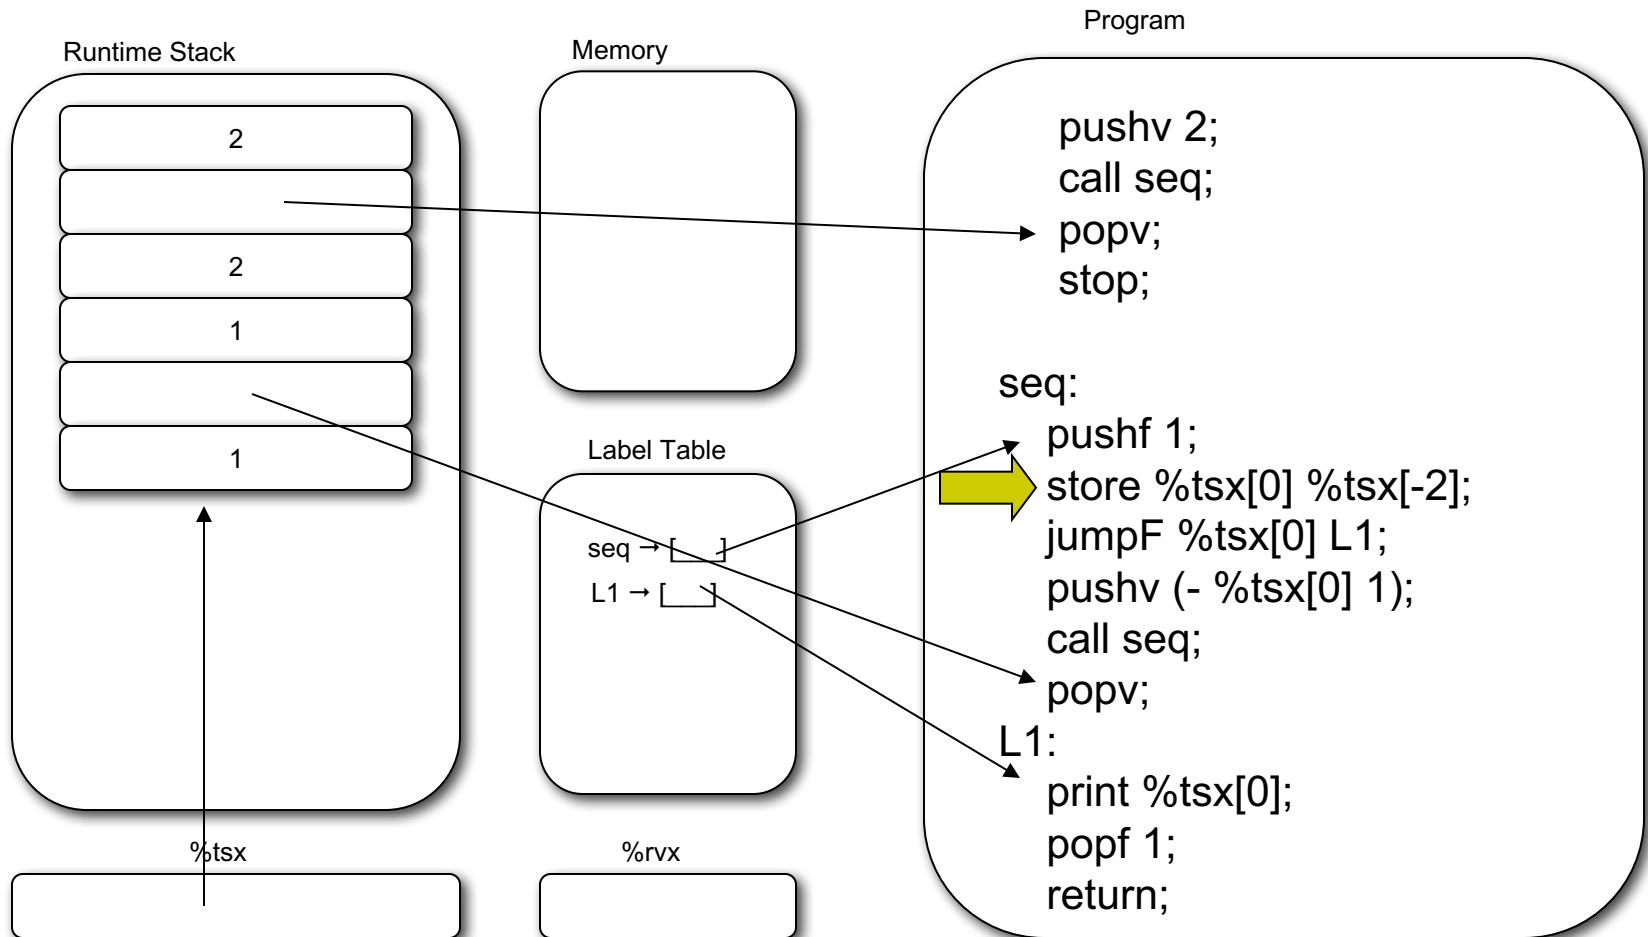 Program
Runtime Stack
Memory
2
2
1
1
pushv 2;
call seq;
popv;
stop;
seq:
pushf 1;
store %tsx[0] %tsx[-2];
jumpF %tsx[0] L1;
pushv (- %tsx[0] 1);
call seq;
popv;
L1:
print %tsx[0];
popf 1;
return;
Label Table
seq → [___]
L1 → [___]
%tsx
%rvx